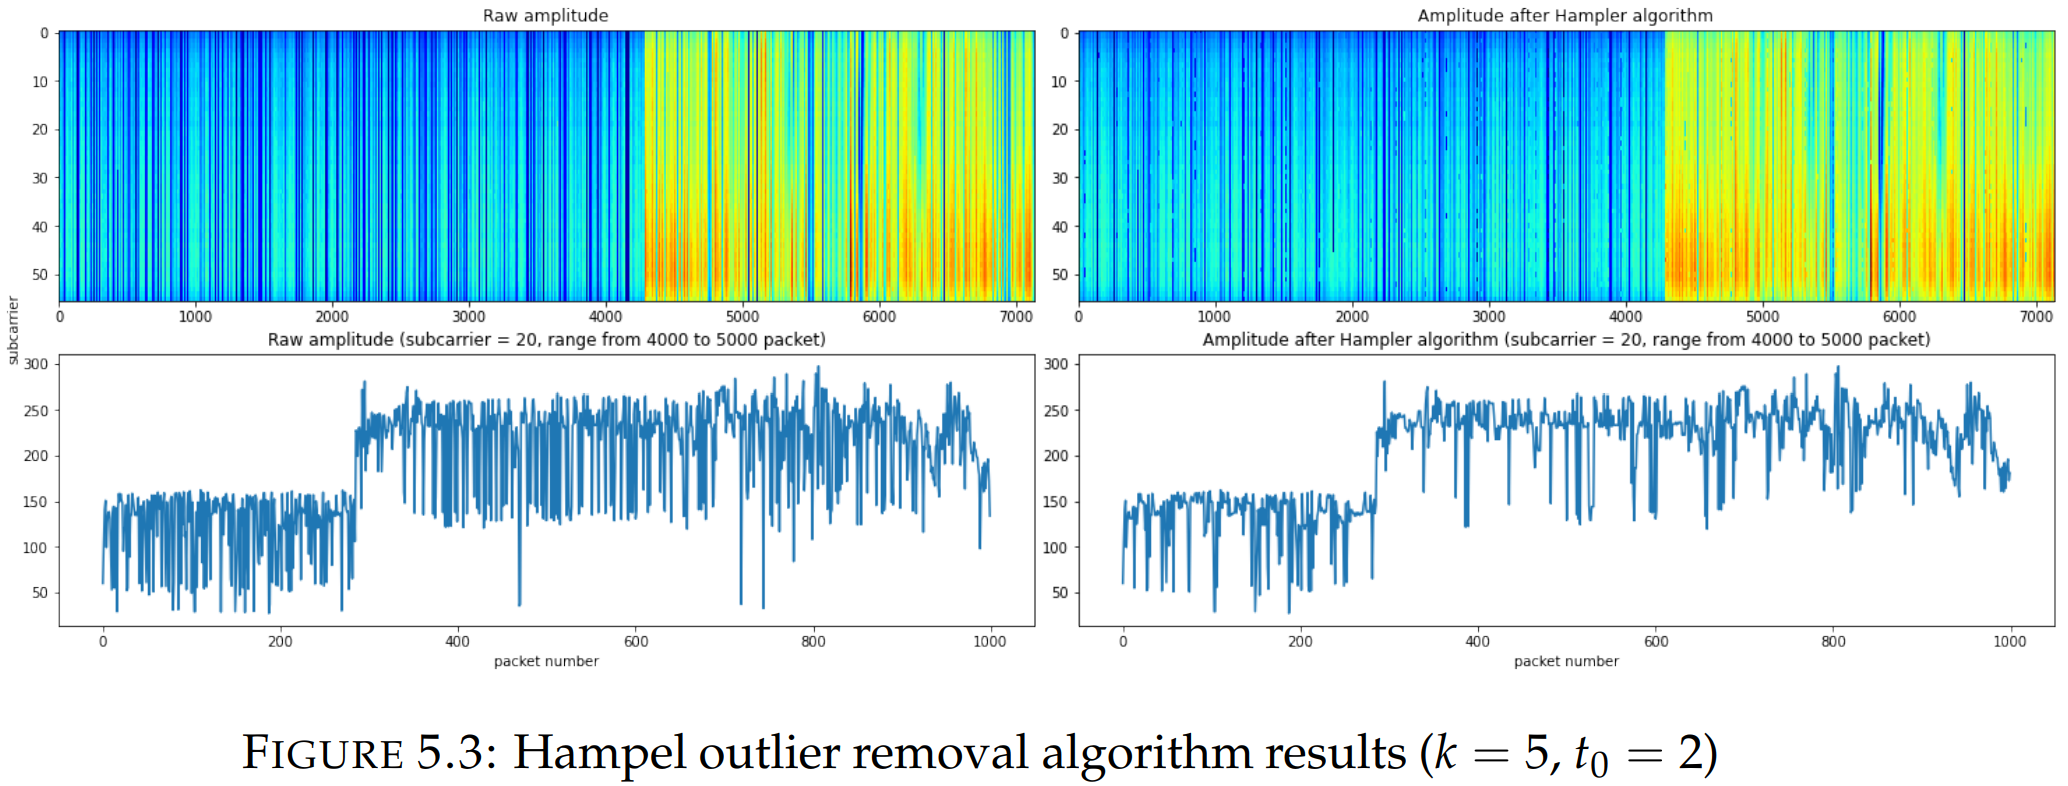 Raw amplitude
0
10
20
30
40
50
0 1000 2000 3000 4000 5000 6000 7000
Amplitude after Hampler algorithm
0
10
20
30
40
50
0 1000 2000 3000 4000 5000 6000 7000
subcarrier
Raw amplitude (subcarrier = 20, range from 4000 to 5000 packet)
300
250
200
150
100
50
0 200 400 600 800 1000
packet number
Amplitude after Hampler algorithm (subcarrier = 20, range from 4000 to 5000 packet)
300
250
200
150
100
50
0 200 400 600 800 1000
packet number
FIGURE 5.3: Hampel outlier removal algorithm results (k = 5, t₀ = 2)